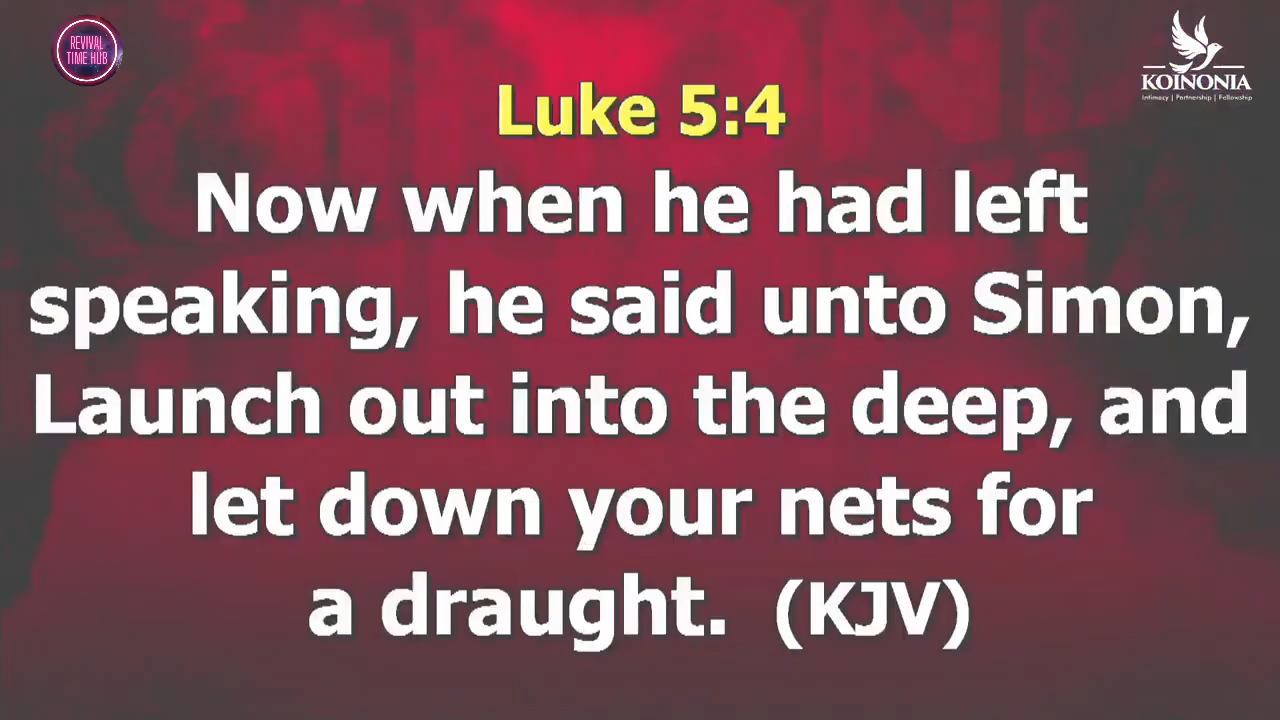 REVIVAL
TIME HUB
KOINONIA
Intimacy | Partnership | Fellowship
Luke 5:4
Now when he had left
speaking, he said unto Simon,
Launch out into the deep, and
let down your nets for
a draught. (KJV)